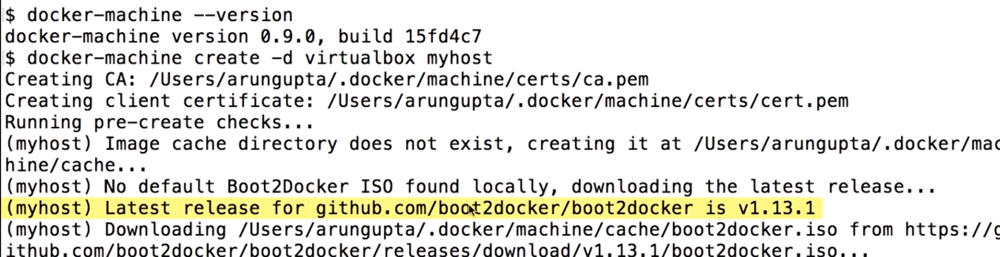 $ docker-machine --version
docker-machine version 0.9.0, build 15fd4c7
$ docker-machine create -d virtualbox myhost
Creating CA: /Users/arungupta/.docker/machine/certs/ca.pem
Creating client certificate: /Users/arungupta/.docker/machine/certs/cert.pem
Running pre-create checks...
(myhost) Image cache directory does not exist, creating it at /Users/arungupta/.docker/mac
hine/cache...
(myhost) No default Boot2Docker ISO found locally, downloading the latest release...
(myhost) Latest release for github.com/boot2docker/boot2docker is v1.13.1
(myhost) Downloading /Users/arungupta/.docker/machine/cache/boot2docker.iso from https://g
ithub.com/boot2docker/boot2docker/releases/download/v1.13.1/boot2docker.iso...